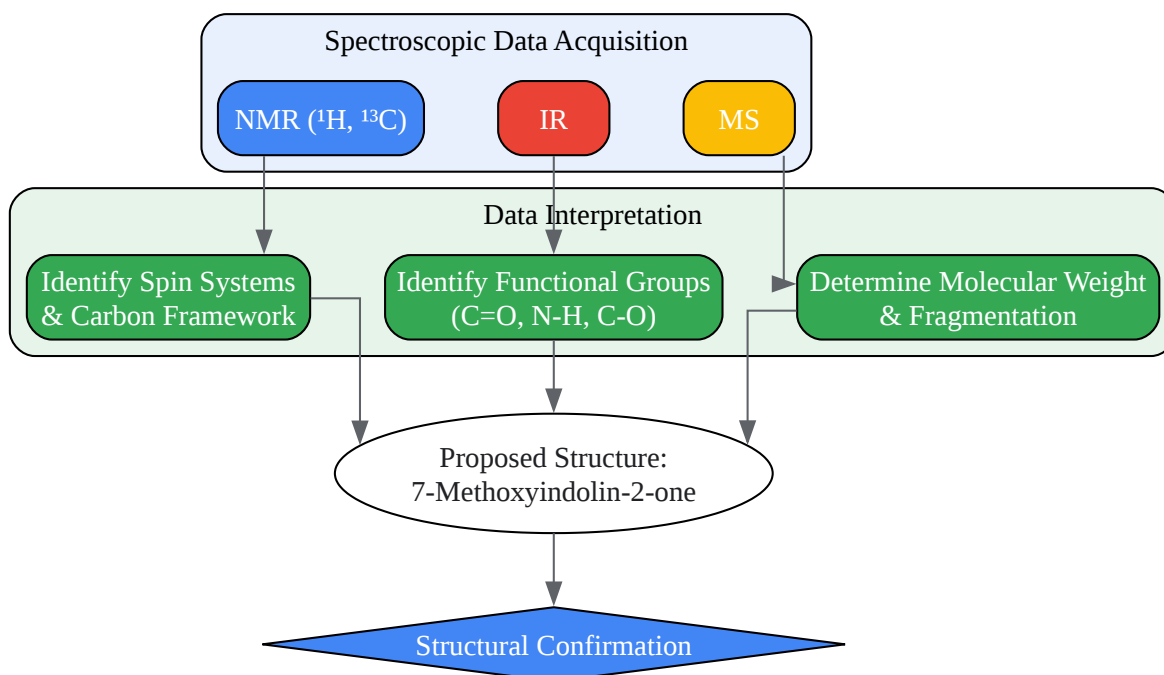 Spectroscopic Data Acquisition
NMR (¹H, ¹³C)
IR
MS
Data Interpretation
Identify Spin Systems
& Carbon Framework
Identify Functional Groups
(C=O, N-H, C-O)
Determine Molecular Weight
& Fragmentation
Proposed Structure:
7-Methoxyindolin-2-one
Structural Confirmation